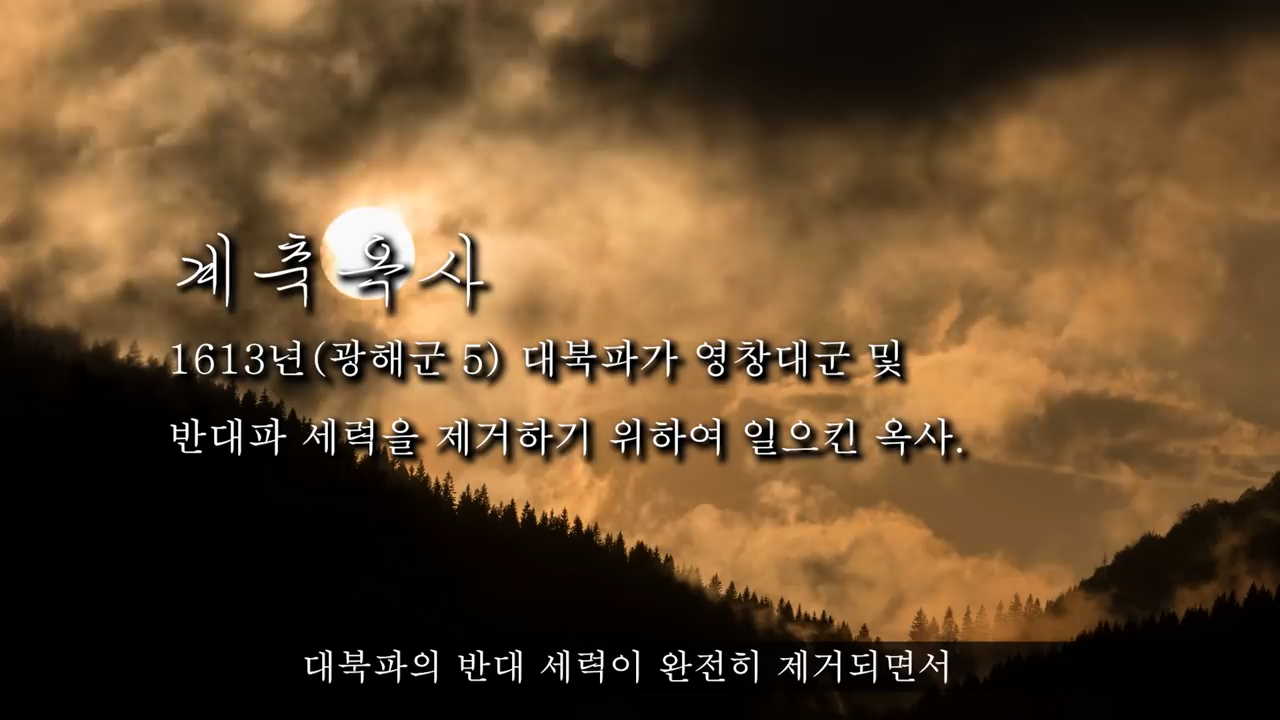 계축옥사
1613년(광해군 5) 대북파가 영창대군 및
반대파 세력을 제거하기 위하여 일으킨 옥사.
대북파의 반대 세력이 완전히 제거되면서